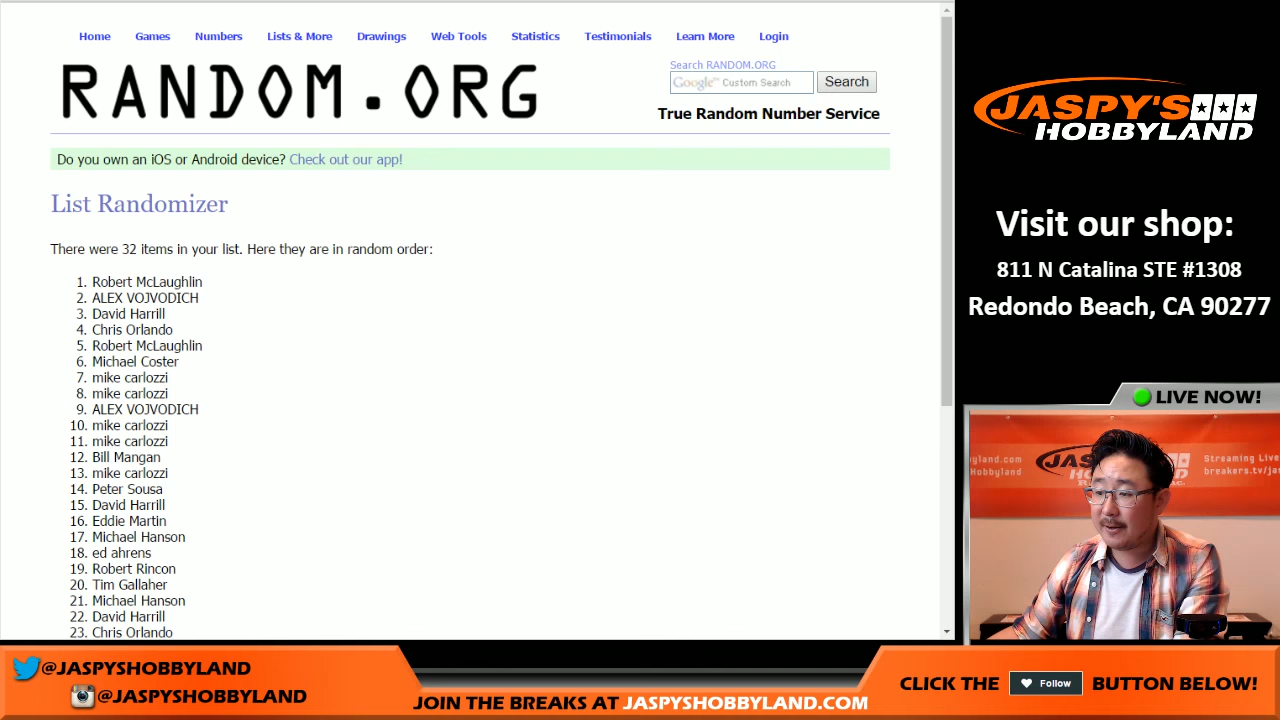 Home Games Numbers Lists & More Drawings Web Tools Statistics Testimonials Learn More Login
RANDOM.ORG
Search RANDOM.ORG
Google™ Custom Search Search
True Random Number Service
Do you own an iOS or Android device? Check out our app!
List Randomizer
There were 32 items in your list. Here they are in random order:
1. Robert McLaughlin
2. ALEX VOJVODICH
3. David Harrill
4. Chris Orlando
5. Robert McLaughlin
6. Michael Coster
7. mike carlozzi
8. mike carlozzi
9. ALEX VOJVODICH
10. mike carlozzi
11. mike carlozzi
12. Bill Mangan
13. mike carlozzi
14. Peter Sousa
15. David Harrill
16. Eddie Martin
17. Michael Hanson
18. ed ahrens
19. Robert Rincon
20. Tim Gallaher
21. Michael Hanson
22. David Harrill
23. Chris Orlando
JASPY'S
HOBBYLAND
Visit our shop:
811 N Catalina STE #1308
Redondo Beach, CA 90277
LIVE NOW!
Streaming Live
breakers.tv/ja
@JASPYSHOBBYLAND
@JASPYSHOBBYLAND
JOIN THE BREAKS AT JASPYSHOBBYLAND.COM
CLICK THE Follow BUTTON BELOW!